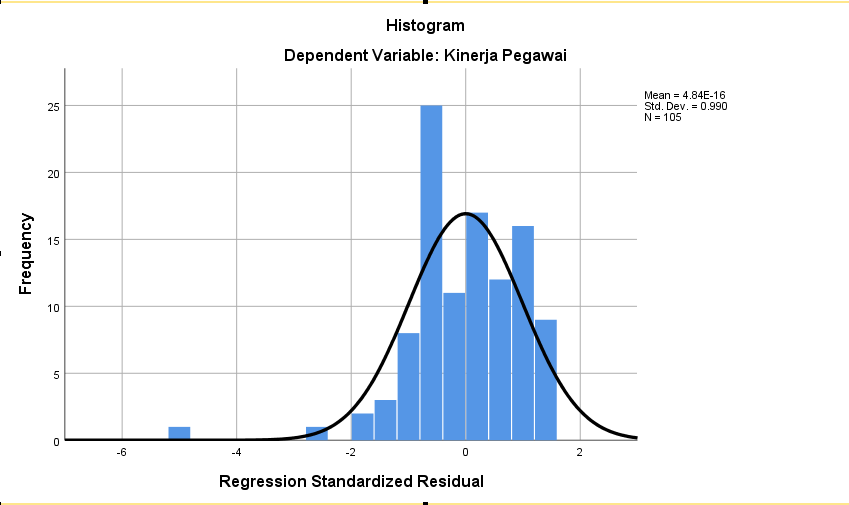 Histogram
Dependent Variable: Kinerja Pegawai
Mean = 4.84E-16
Std. Dev. = 0.990
N = 105
Frequency
25
20
15
10
5
0
-6 -4 -2 0 2
Regression Standardized Residual